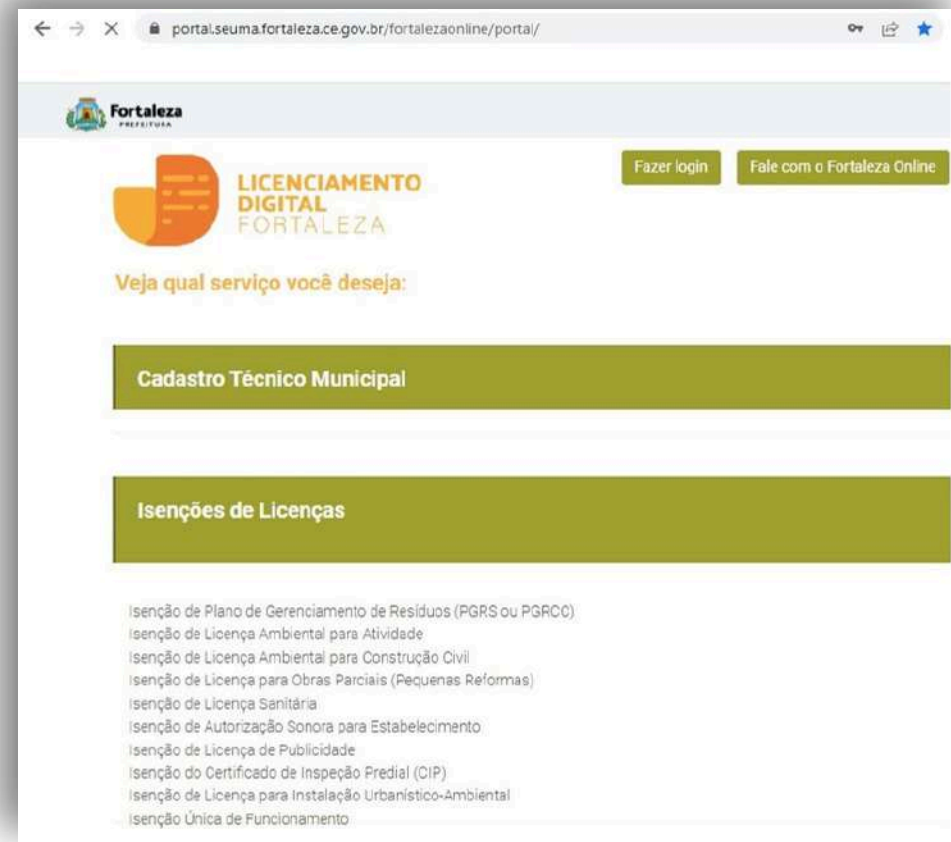 portal.seuma.fortaleza.ce.gov.br/fortalezaonline/portal/
Fortaleza
PREFEITURA
Fazer login
Fale com o Fortaleza Online
LICENCIAMENTO
DIGITAL
FORTALEZA
Veja qual serviço você deseja:
Cadastro Técnico Municipal
Isenções de Licenças
Isenção de Plano de Gerenciamento de Resíduos (PGRS ou PGRCC)
Isenção de Licença Ambiental para Atividade
Isenção de Licença Ambiental para Construção Civil
Isenção de Licença para Obras Parciais (Pequenas Reformas)
Isenção de Licença Sanitária
Isenção de Autorização Sonora para Estabelecimento
Isenção de Licença de Publicidade
Isenção do Certificado de Inspeção Predial (CIP)
Isenção de Licença para Instalação Urbanístico-Ambiental
Isenção Única de Funcionamento